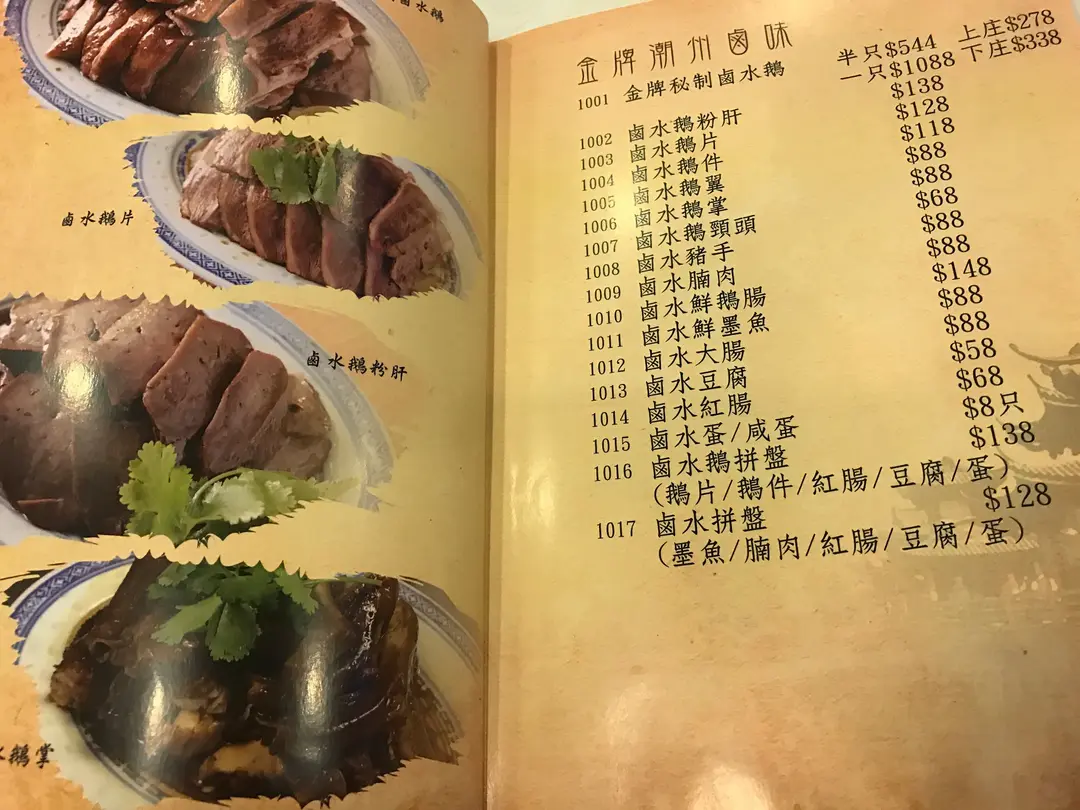 鹵水鵝
鹵水鵝片
鹵水鵝粉肝
水鵝掌
金牌潮州鹵味
1001 金牌秘制鹵水鵝 半只$544 上庄$278
一只$1088 下庄$338
1002 鹵水鵝粉肝 $138
1003 鹵水鵝片 $128
1004 鹵水鵝件 $118
1005 鹵水鵝翼 $88
1006 鹵水鵝掌 $88
1007 鹵水鵝頸頭 $68
1008 鹵水豬手 $88
1009 鹵水腩肉 $88
1010 鹵水鮮鵝腸 $148
1011 鹵水鮮墨魚 $88
1012 鹵水大腸 $88
1013 鹵水豆腐 $58
1014 鹵水紅腸 $68
1015 鹵水蛋/咸蛋 $8只
1016 鹵水鵝拼盤 $138
(鵝片/鵝件/紅腸/豆腐/蛋)
1017 鹵水拼盤 $128
(墨魚/腩肉/紅腸/豆腐/蛋)